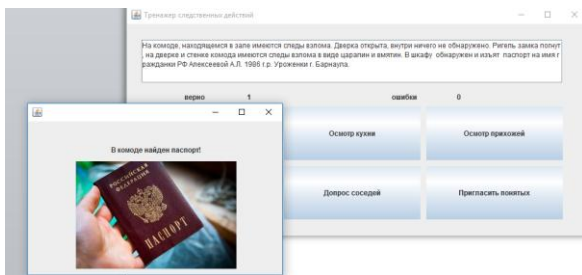 Тренажер следственных действий
На комоде, находящемся в зале имеются следы взлома. Дверка открыта, внутри ничего не обнаружено. Ригель замка погнут
, на дверке и стенке комода имеются следы взлома в виде царапин и вмятин. В шкафу обнаружен и изъят паспорт на имя г
раждании РФ Алексеевой А.Л. 1986 г.р. Уроженки г. Барнаула.
верно 1 ошибки 0
Осмотр кухни Осмотр прихожей
В комоде найден паспорт!
РОССИЙСКАЯ
ФЕДЕРАЦИЯ
ПАСПОРТ
Допрос соседей Пригласить понятых